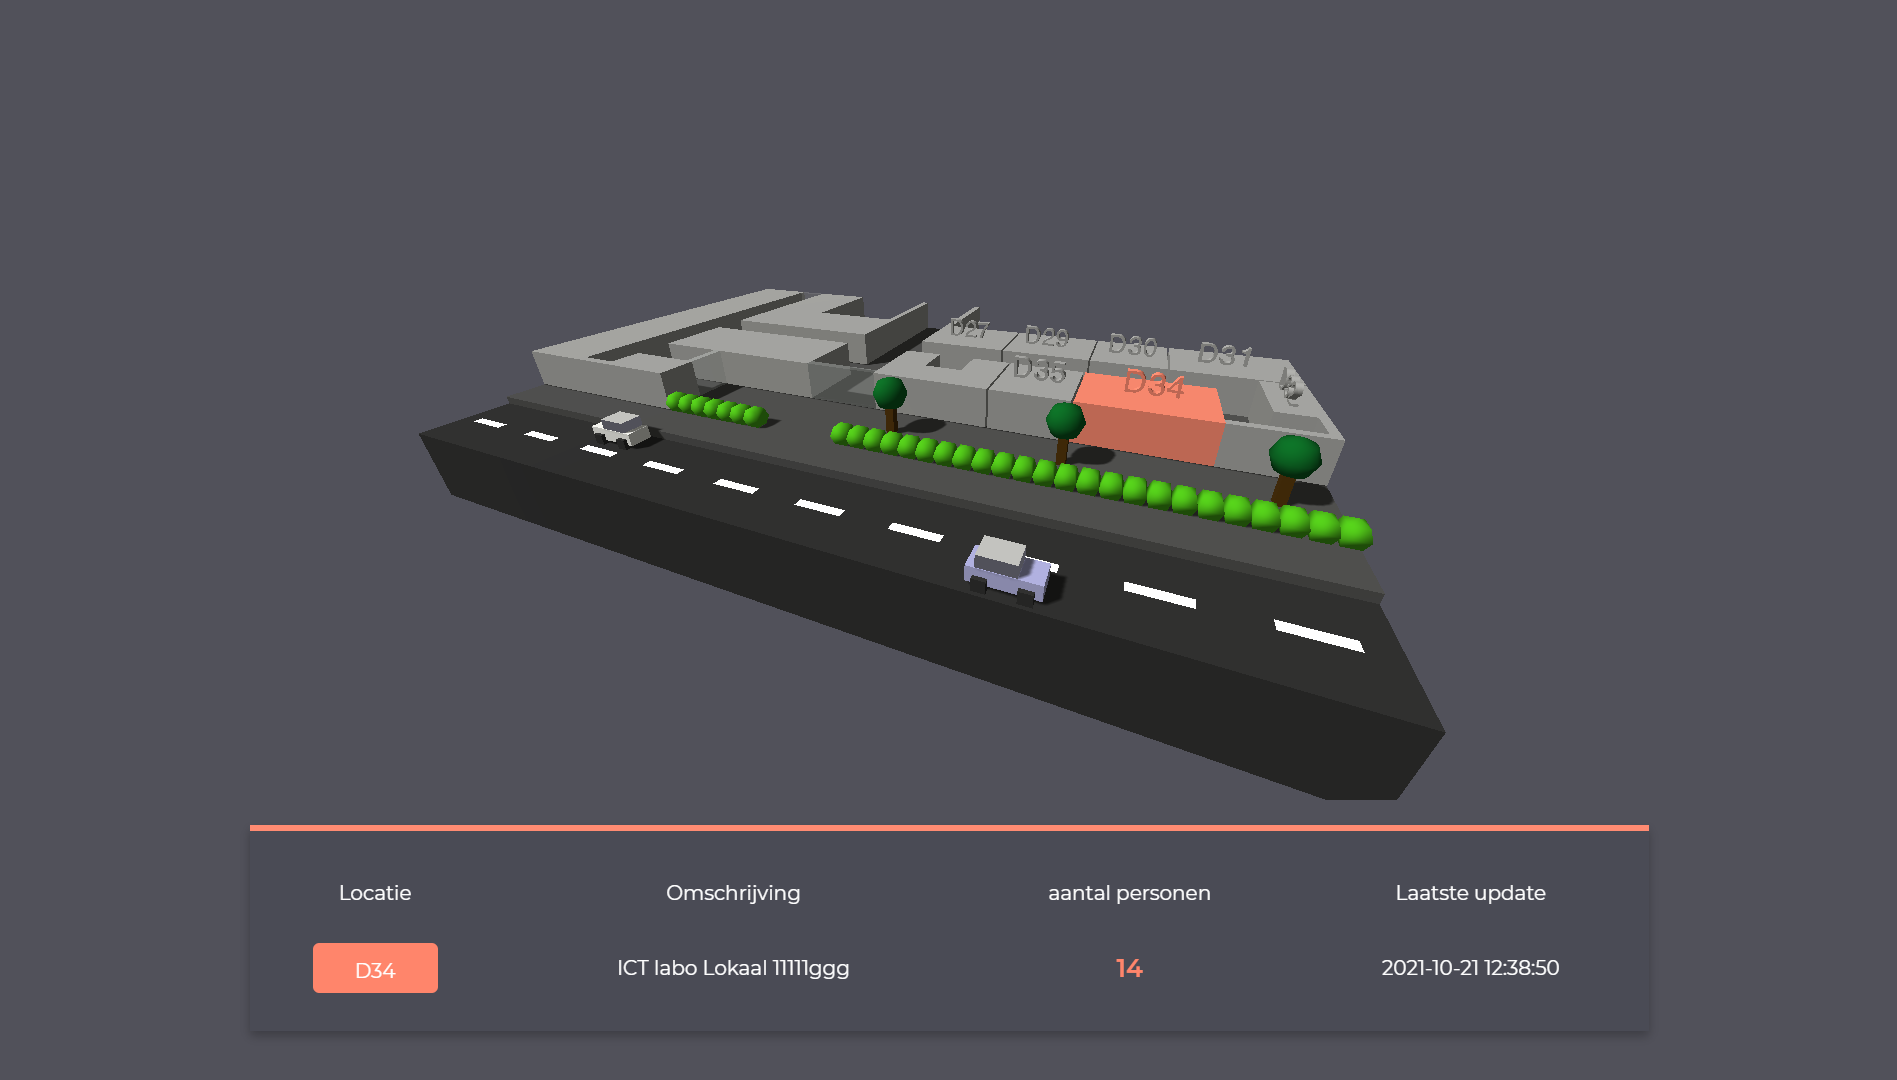 D27
D29
D30
D31
D35
D34
Locatie
Omschrijving
aantal personen
Laatste update
D34
ICT labo Lokaal 11111ggg
14
2021-10-21 12:38:50